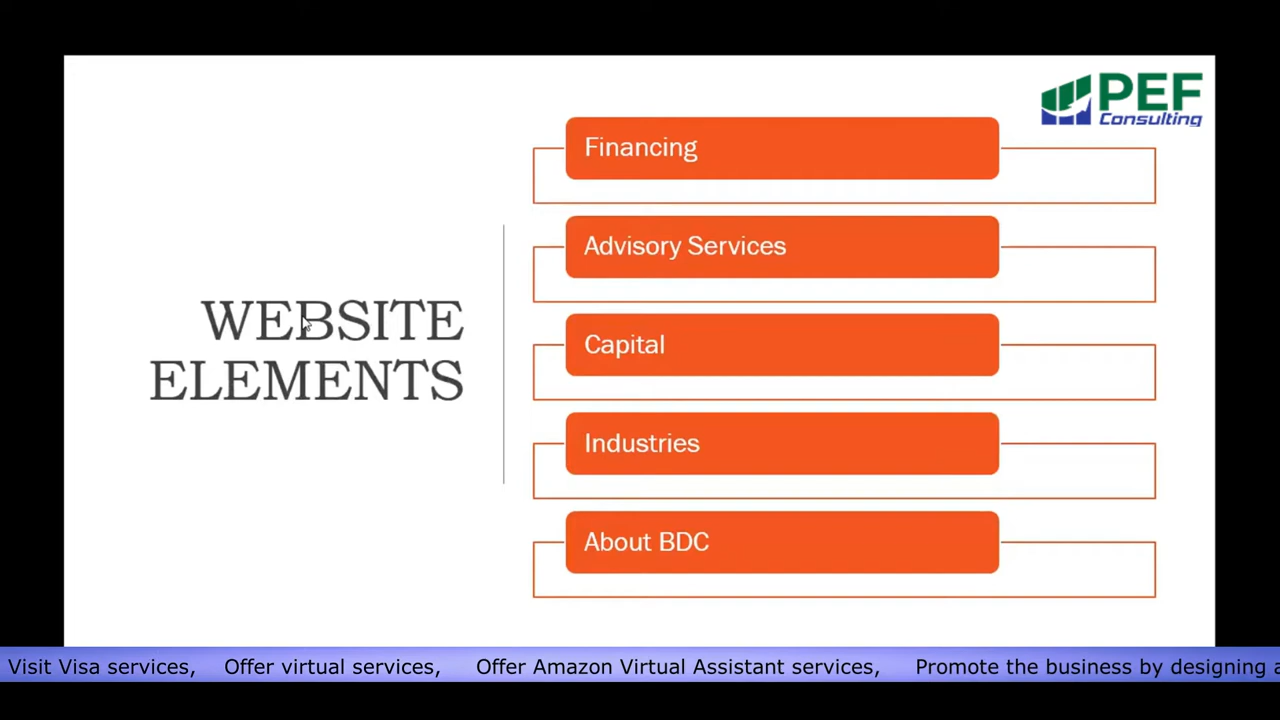 PEF
Consulting
WEBSITE
ELEMENTS
Financing
Advisory Services
Capital
Industries
About BDC
Visit Visa services, Offer virtual services, Offer Amazon Virtual Assistant services, Promote the business by designing a